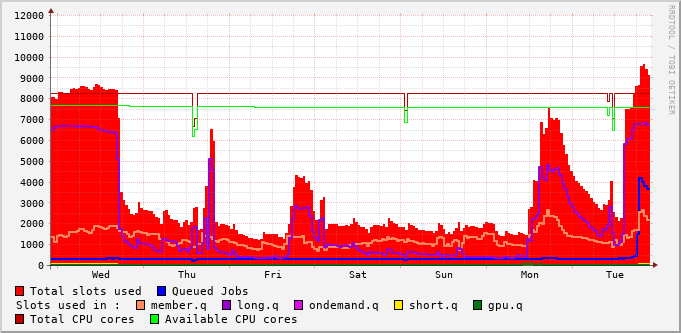 12000
11000
10000
9000
8000
7000
6000
5000
4000
3000
2000
1000
0
Wed Thu Fri Sat Sun Mon Tue
RRDTOOL / TOBI OETIKER
Total slots used Queued Jobs
Slots used in : member.q long.q ondemand.q short.q gpu.q
Total CPU cores Available CPU cores